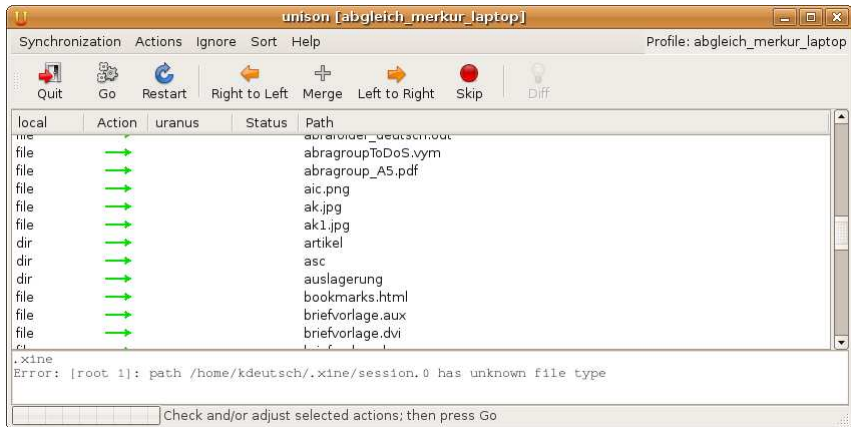 unison [abgleich_merkur_laptop]
Synchronization Actions Ignore Sort Help Profile: abgleich_merkur_laptop
Quit Go Restart Right to Left Merge Left to Right Skip Diff
local Action uranus Status Path
file abrafolder_deutsch.odt
file abragroupToDoS.vym
file abragroup_A5.pdf
file aic.png
file ak.jpg
file ak1.jpg
dir artikel
dir asc
dir auslagerung
file bookmarks.html
file briefvorlage.aux
file briefvorlage.dvi
.xine
Error: [root 1]: path /home/kdeutsch/.xine/session.0 has unknown file type
Check and/or adjust selected actions; then press Go